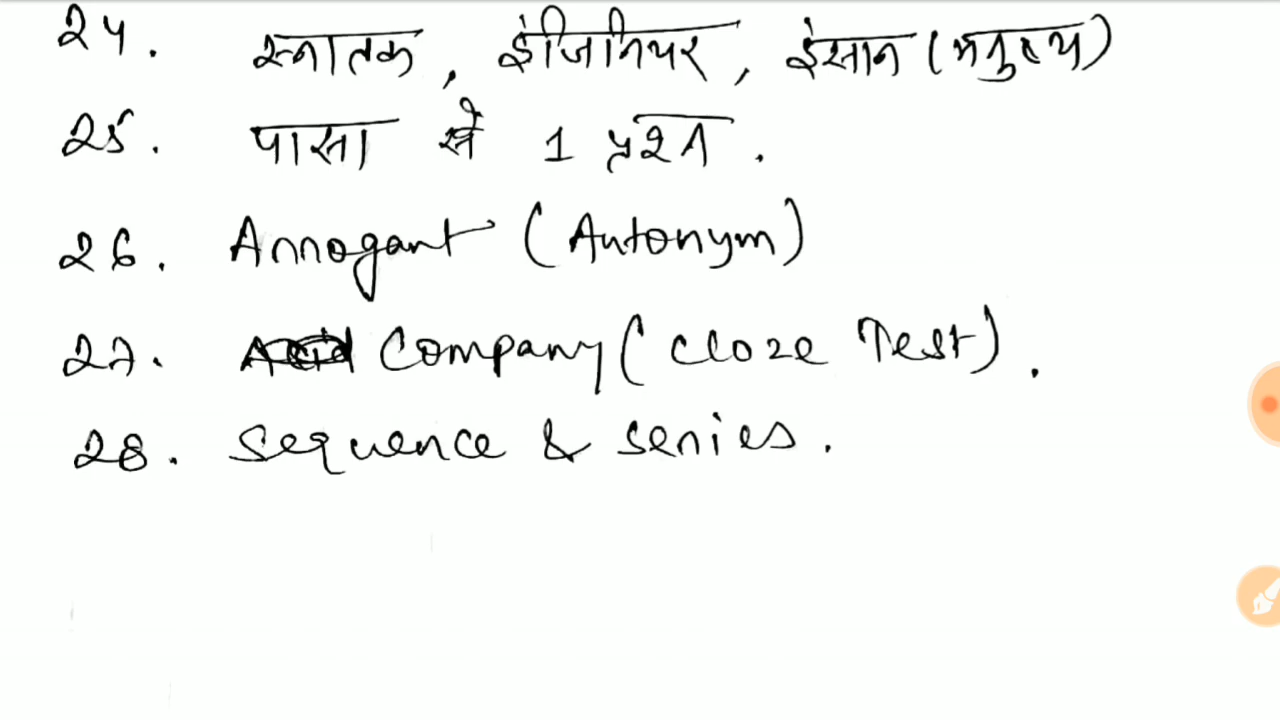 24. स्नातक, इंजिनियर, इंसान (मनुष्य)
25. पासा से 1 प्रश्न.
26. Arrogant (Antonym)
27. Company (Cloze Test).
28. Sequence & series.